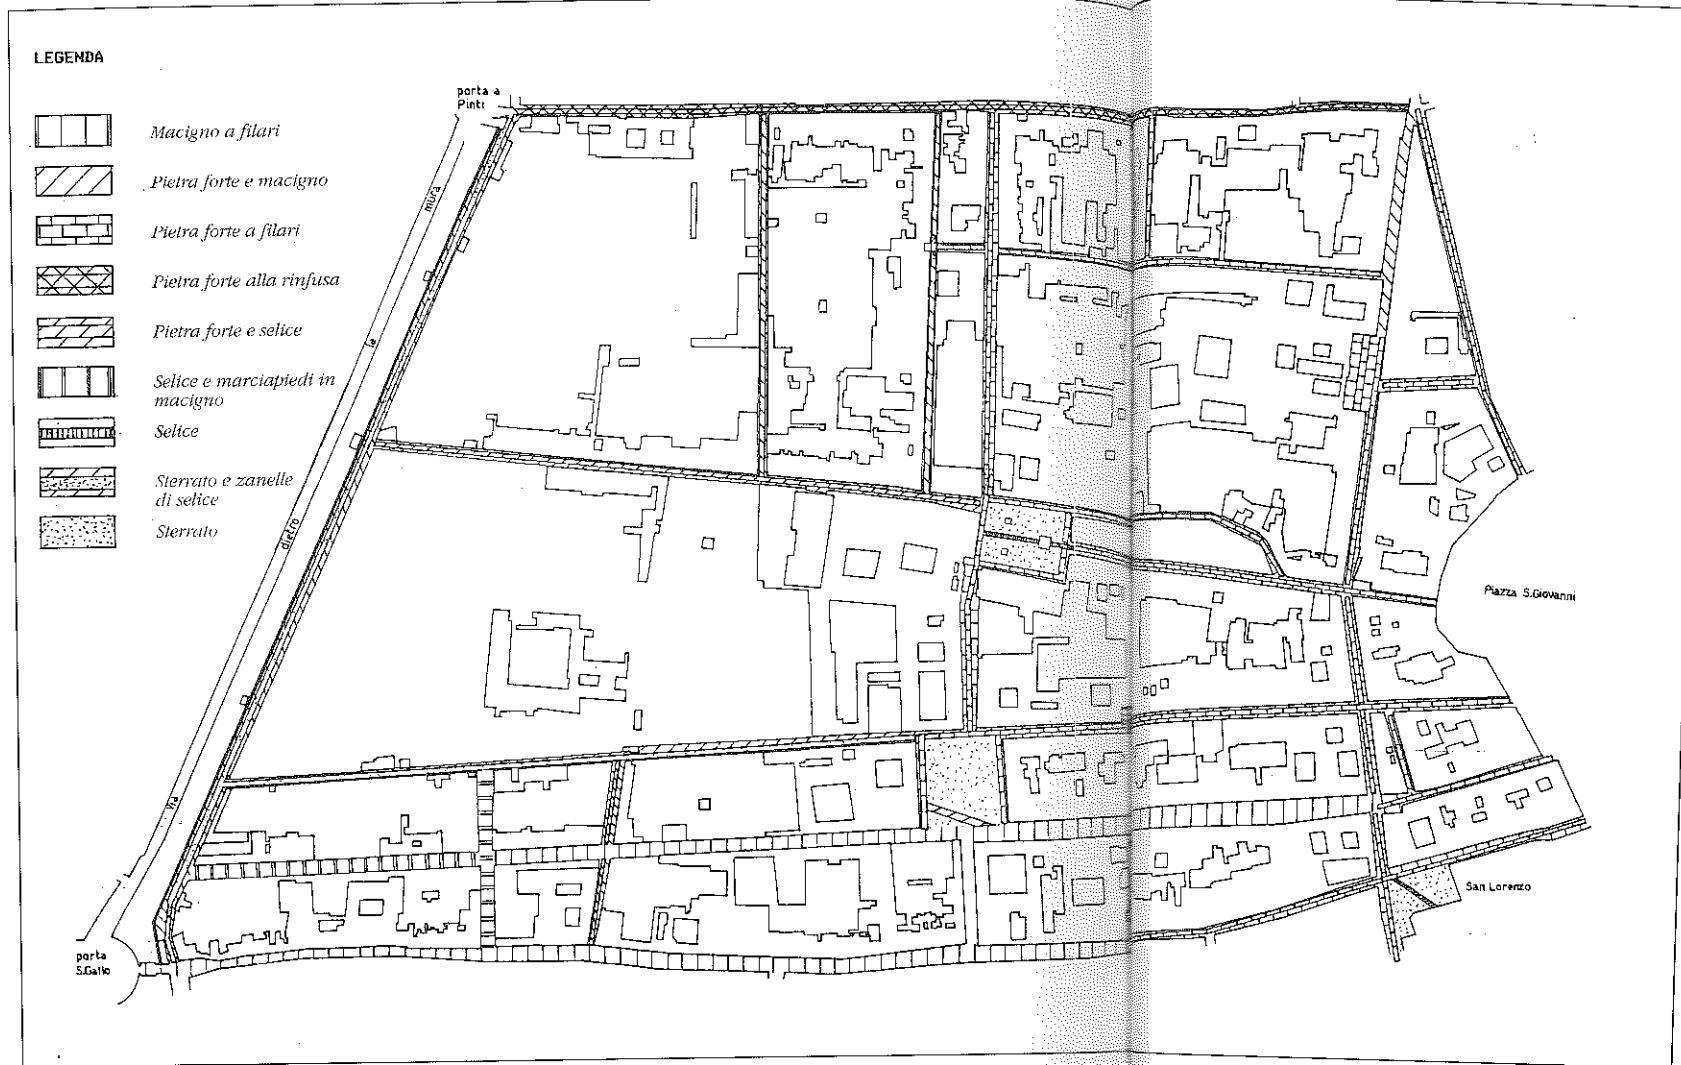 LEGENDA
Macigno a filari
Pietra forte e macigno
Pietra forte a filari
Pietra forte alla rinfusa
Pietra forte e selice
Selice e marciapiedi in
macigno
Selice
Sterrato e zanelle
di selice
Sterrato
porta a
Pinti
via
dietro
le
mura
porta
S.Gallo
Piazza S.Giovanni
San Lorenzo